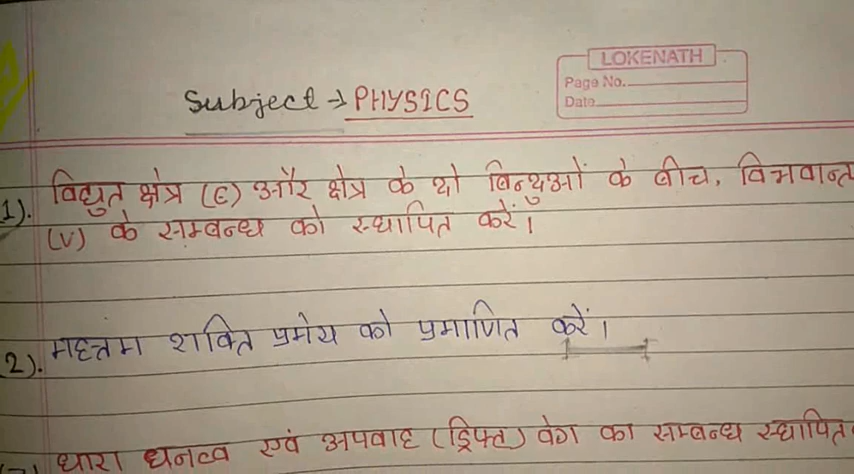 LOKENATH
Page No.
Date
Subject → PHYSICS
1). विद्युत क्षेत्र (E) और क्षेत्र के दो बिन्दुओं के बीच, विभवान्त
(V) के सम्बन्ध को स्थापित करें।
2). महत्तम शक्ति प्रमेय को प्रमाणित करें।
धारा घनत्व एवं अपवाह (ड्रिफ्ट) वेग का सम्बन्ध स्थापित